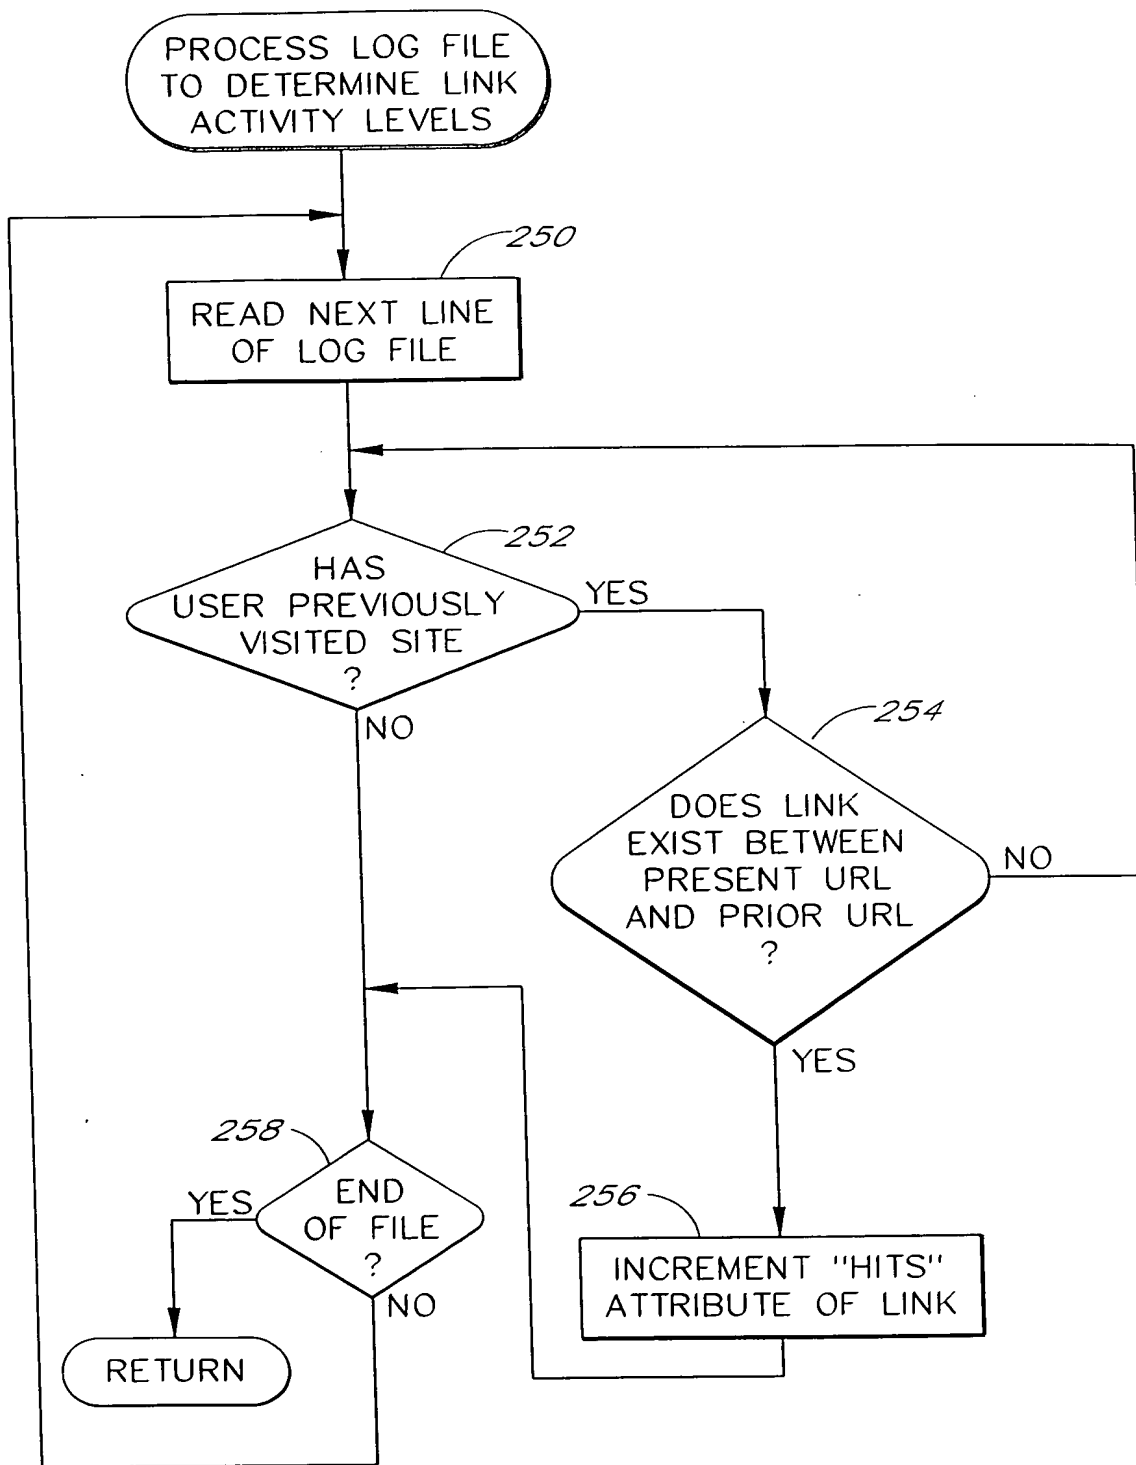 PROCESS LOG FILE
TO DETERMINE LINK
ACTIVITY LEVELS
250
READ NEXT LINE
OF LOG FILE
252
HAS
USER PREVIOUSLY
VISITED SITE
?
YES
NO
254
DOES LINK
EXIST BETWEEN
PRESENT URL
AND PRIOR URL
?
NO
YES
258
END
OF FILE
?
YES
NO
256
INCREMENT "HITS"
ATTRIBUTE OF LINK
RETURN